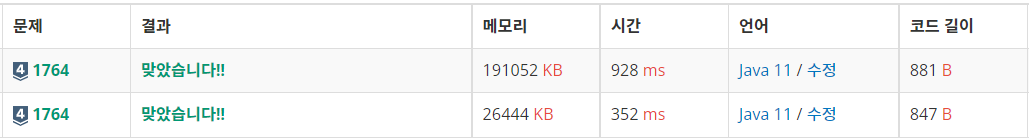 문제 결과 메모리 시간 언어 코드 길이
4 1764 맞았습니다!! 191052 KB 928 ms Java 11 / 수정 881 B
4 1764 맞았습니다!! 26444 KB 352 ms Java 11 / 수정 847 B